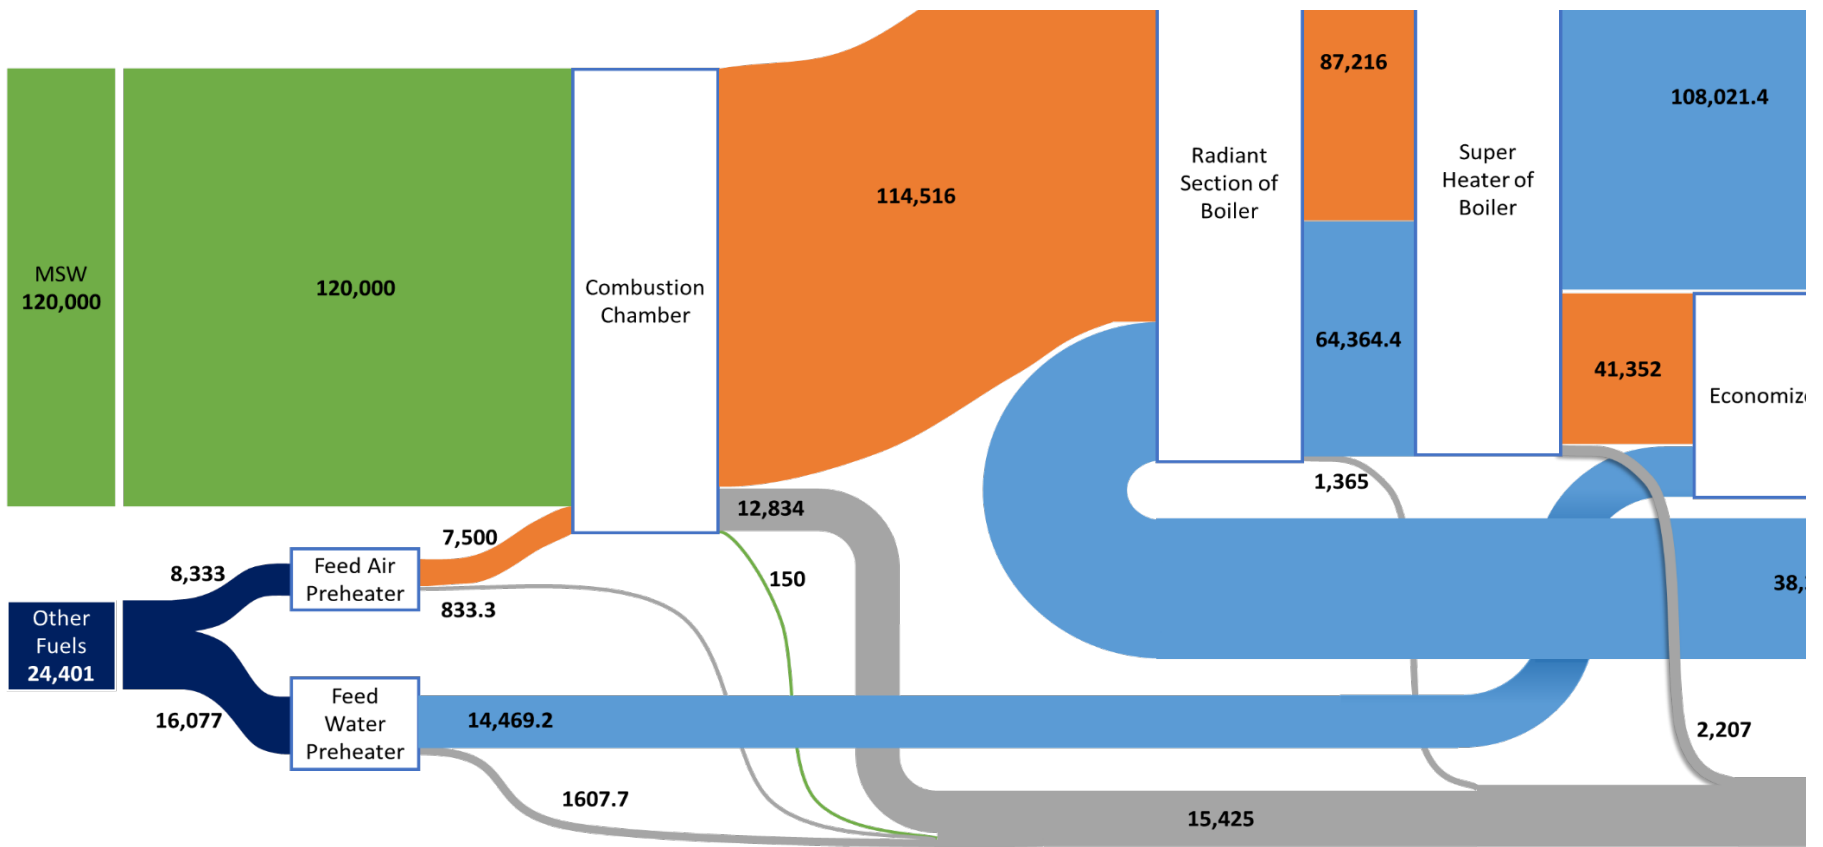 MSW
120,000
120,000
Combustion
Chamber
114,516
Radiant
Section of
Boiler
87,216
64,364.4
Super
Heater of
Boiler
108,021.4
41,352
Economiz
1,365
12,834
150
7,500
833.3
8,333
Feed Air
Preheater
Other
Fuels
24,401
16,077
Feed
Water
Preheater
14,469.2
1607.7
15,425
38,
2,207